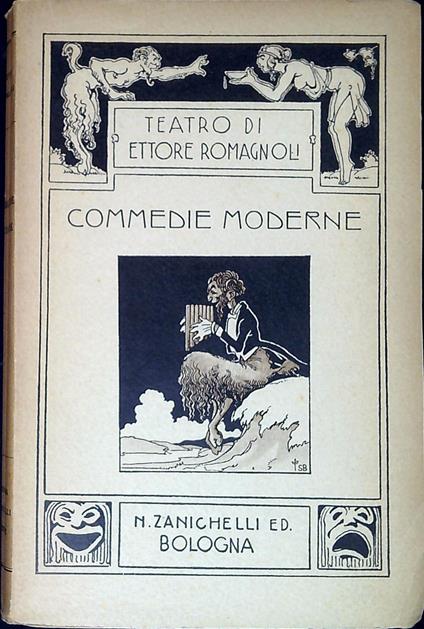 TEATRO DI
ETTORE ROMAGNOLI
COMMEDIE MODERNE
SB
N. ZANICHELLI ED.
BOLOGNA